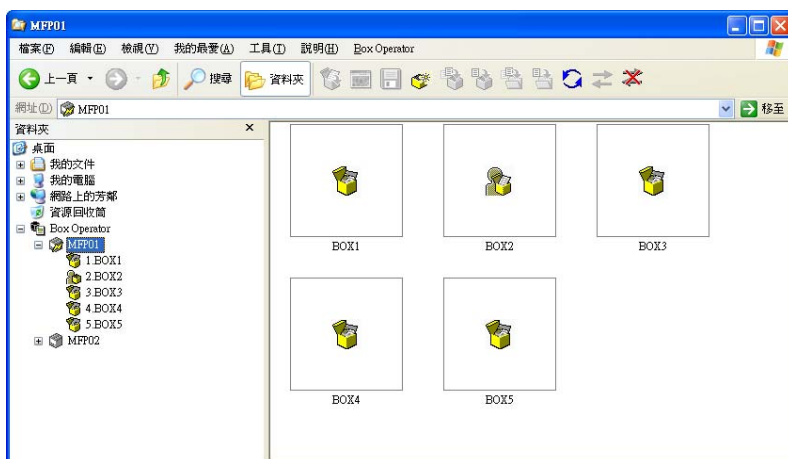 MFP01
檔案(F) 編輯(E) 檢視(V) 我的最愛(A) 工具(T) 說明(H) Box Operator
上一頁 搜尋 資料夾
網址(D) MFP01 移至
資料夾 ×
桌面
我的文件
我的電腦
網路上的芳鄰
資源回收筒
Box Operator
MFP01
1.BOX1
2.BOX2
3.BOX3
4.BOX4
5.BOX5
MFP02
BOX1 BOX2 BOX3
BOX4 BOX5